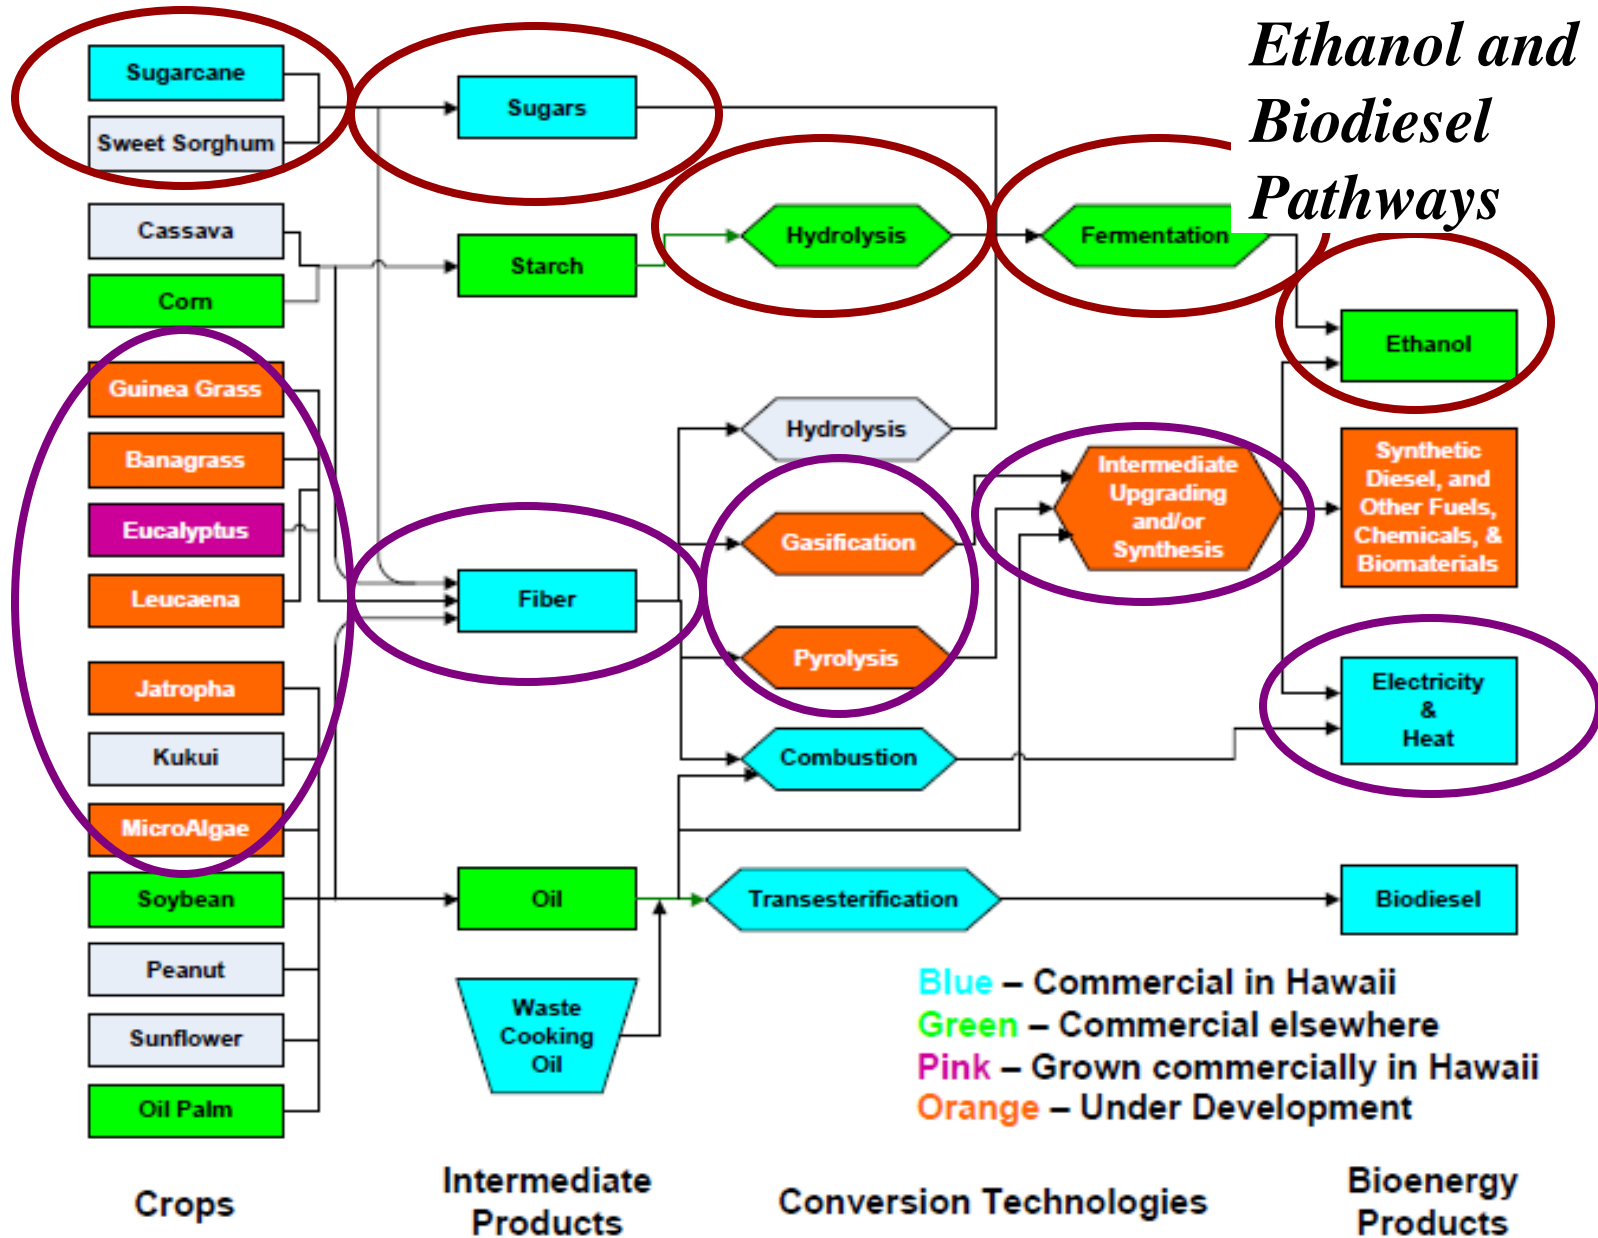 Ethanol and
Biodiesel
Pathways
Sugarcane
Sweet Sorghum
Cassava
Corn
Guinea Grass
Banagrass
Eucalyptus
Leucaena
Jatropha
Kukui
MicroAlgae
Soybean
Peanut
Sunflower
Oil Palm
Sugars
Starch
Fiber
Oil
Waste
Cooking
Oil
Hydrolysis
Fermentation
Hydrolysis
Gasification
Pyrolysis
Intermediate
Upgrading
and/or
Synthesis
Combustion
Transesterification
Ethanol
Synthetic
Diesel, and
Other Fuels,
Chemicals, &
Biomaterials
Electricity
&
Heat
Biodiesel
Blue – Commercial in Hawaii
Green – Commercial elsewhere
Pink – Grown commercially in Hawaii
Orange – Under Development
Crops
Intermediate
Products
Conversion Technologies
Bioenergy
Products